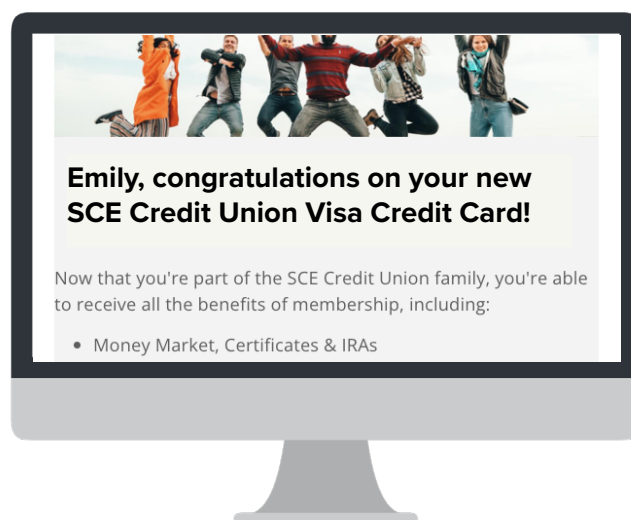 Emily, congratulations on your new
SCE Credit Union Visa Credit Card!
Now that you're part of the SCE Credit Union family, you're able
to receive all the benefits of membership, including:
• Money Market, Certificates & IRAs